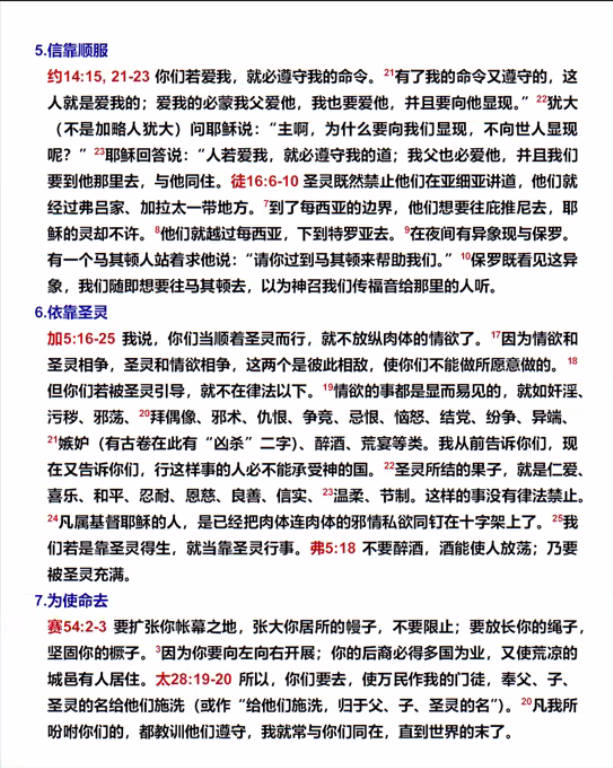 5.信靠顺服
约14:15, 21-23 你们若爱我，就必遵守我的命令。21有了我的命令又遵守的，这
人就是爱我的；爱我的必蒙我父爱他，我也要爱他，并且要向他显现。”22犹大
（不是加略人犹大）问耶稣说：“主啊，为什么要向我们显现，不向世人显现
呢？”23耶稣回答说：“人若爱我，就必遵守我的道；我父也必爱他，并且我们
要到他那里去，与他同住。徒16:6-10 圣灵既然禁止他们在亚细亚讲道，他们就
经过弗吕家、加拉太一带地方。7到了每西亚的边界，他们想要往庇推尼去，耶
稣的灵却不许。8他们就越过每西亚，下到特罗亚去。9在夜间有异象现与保罗。
有一个马其顿人站着求他说：“请你过到马其顿来帮助我们。”10保罗既看见这异
象，我们随即想要往马其顿去，以为神召我们传福音给那里的人听。
6.依靠圣灵
加5:16-25 我说，你们当顺着圣灵而行，就不放纵肉体的情欲了。17因为情欲和
圣灵相争，圣灵和情欲相争，这两个是彼此相敌，使你们不能做所愿意做的。18
但你们若被圣灵引导，就不在律法以下。19情欲的事都是显而易见的，就如奸淫、
污秽、邪荡、20拜偶像、邪术、仇恨、争竞、忌恨、恼怒、结党、纷争、异端、
21嫉妒（有古卷在此有“凶杀”二字）、醉酒、荒宴等类。我从前告诉你们，现
在又告诉你们，行这样事的人必不能承受神的国。22圣灵所结的果子，就是仁爱、
喜乐、和平、忍耐、恩慈、良善、信实、23温柔、节制。这样的事没有律法禁止。
24凡属基督耶稣的人，是已经把肉体连肉体的邪情私欲同钉在十字架上了。25我
们若是靠圣灵得生，就当靠圣灵行事。弗5:18 不要醉酒，酒能使人放荡；乃要
被圣灵充满。
7.为使命去
赛54:2-3 要扩张你帐幕之地，张大你居所的幔子，不要限止；要放长你的绳子，
坚固你的橛子。3因为你要向左向右开展；你的后裔必得多国为业，又使荒凉的
城邑有人居住。太28:19-20 所以，你们要去，使万民作我的门徒，奉父、子、
圣灵的名给他们施洗（或作“给他们施洗，归于父、子、圣灵的名”）。20凡我所
吩咐你们的，都教训他们遵守，我就常与你们同在，直到世界的末了。